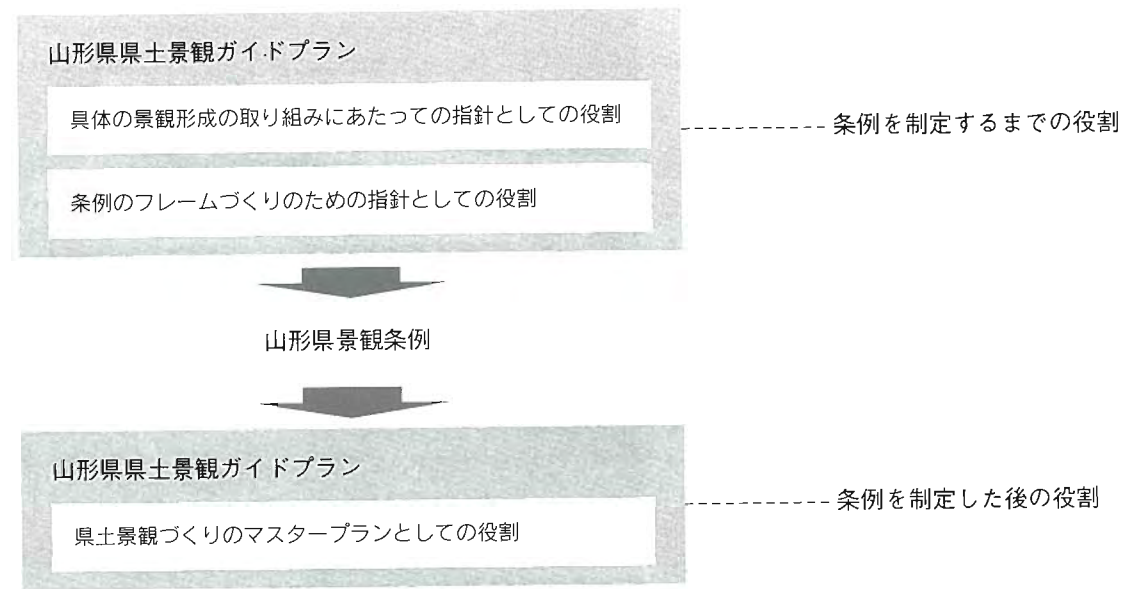 山形県県土景観ガイドプラン
具体の景観形成の取り組みにあたっての指針としての役割
条例を制定するまでの役割
条例のフレームづくりのための指針としての役割
山形県景観条例
山形県県土景観ガイドプラン
条例を制定した後の役割
県土景観づくりのマスタープランとしての役割